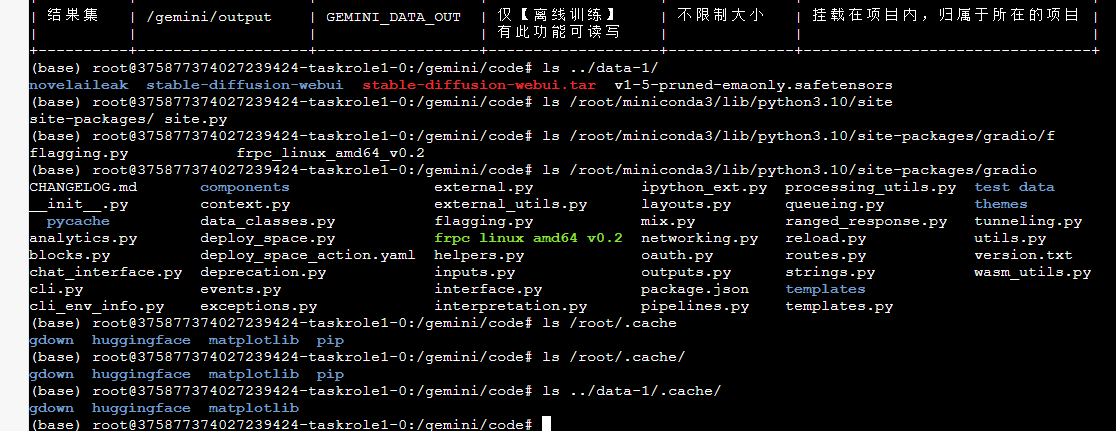 | 结果集 | /gemini/output | GEMINI_DATA_OUT | 仅【离线训练】 | 不限制大小 | 挂载在项目内，归属于所在的项目 |
| | | | 有此功能可读写 | | |
+----------+-----------------+-----------------+-----------------+------------+-------------------------------+
(base) root@375877374027239424-taskrole1-0:/gemini/code# ls ../data-1/
novelaileak stable-diffusion-webui stable-diffusion-webui.tar v1-5-pruned-emaonly.safetensors
(base) root@375877374027239424-taskrole1-0:/gemini/code# ls /root/miniconda3/lib/python3.10/site
site-packages/ site.py
(base) root@375877374027239424-taskrole1-0:/gemini/code# ls /root/miniconda3/lib/python3.10/site-packages/gradio/f
flagging.py frpc_linux_amd64_v0.2
(base) root@375877374027239424-taskrole1-0:/gemini/code# ls /root/miniconda3/lib/python3.10/site-packages/gradio
CHANGELOG.md components external.py ipython_ext.py processing_utils.py test_data
__init__.py context.py external_utils.py layouts.py queueing.py themes
__pycache__ data_classes.py flagging.py mix.py ranged_response.py tunneling.py
analytics.py deploy_space.py frpc_linux_amd64_v0.2 networking.py reload.py utils.py
blocks.py deploy_space_action.yaml helpers.py oauth.py routes.py version.txt
chat_interface.py deprecation.py inputs.py outputs.py strings.py wasm_utils.py
cli.py events.py interface.py package.json templates
cli_env_info.py exceptions.py interpretation.py pipelines.py templates.py
(base) root@375877374027239424-taskrole1-0:/gemini/code# ls /root/.cache
gdown huggingface matplotlib pip
(base) root@375877374027239424-taskrole1-0:/gemini/code# ls /root/.cache/
gdown huggingface matplotlib pip
(base) root@375877374027239424-taskrole1-0:/gemini/code# ls ../data-1/.cache/
gdown huggingface matplotlib
(base) root@375877374027239424-taskrole1-0:/gemini/code#